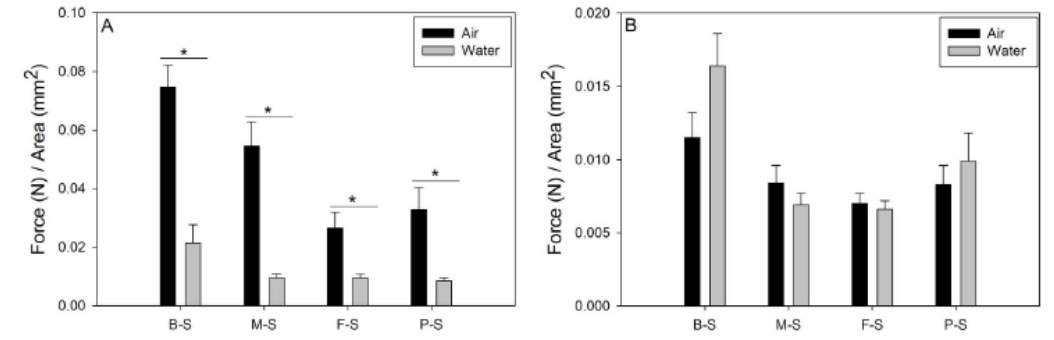 A
Air
Water
Force (N) / Area (mm2)
0.10
0.08
0.06
0.04
0.02
0.00
*
*
*
*
B-S
M-S
F-S
P-S
B
Air
Water
Force (N) / Area (mm2)
0.020
0.015
0.010
0.005
0.000
B-S
M-S
F-S
P-S